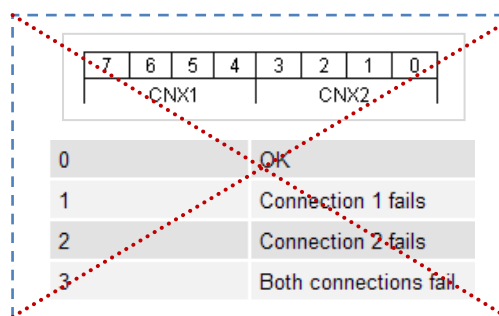 7 6 5 4 3 2 1 0
CNX1 CNX2
0 OK
1 Connection 1 fails
2 Connection 2 fails
3 Both connections fail